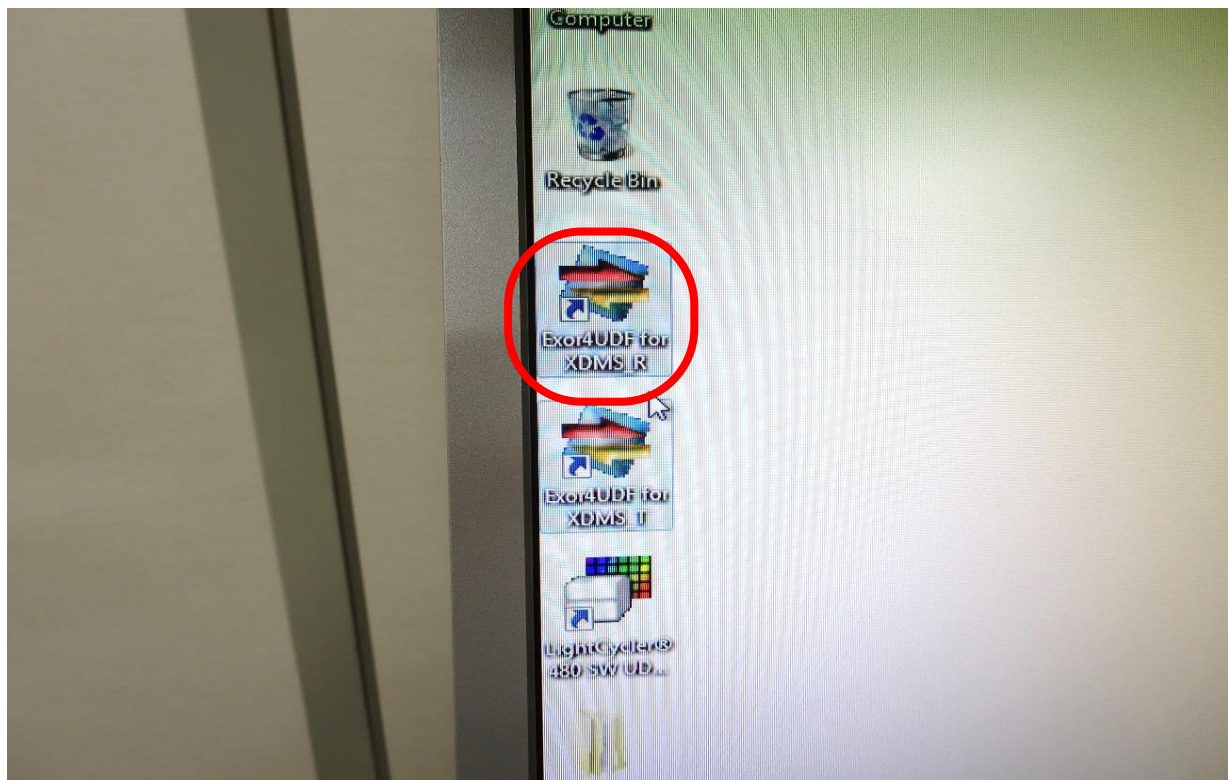 Computer
Recycle Bin
Exor4UDF for
XDMS_R
Exor4UDF for
XDMS_T
LightCycler®
480 SW UD...